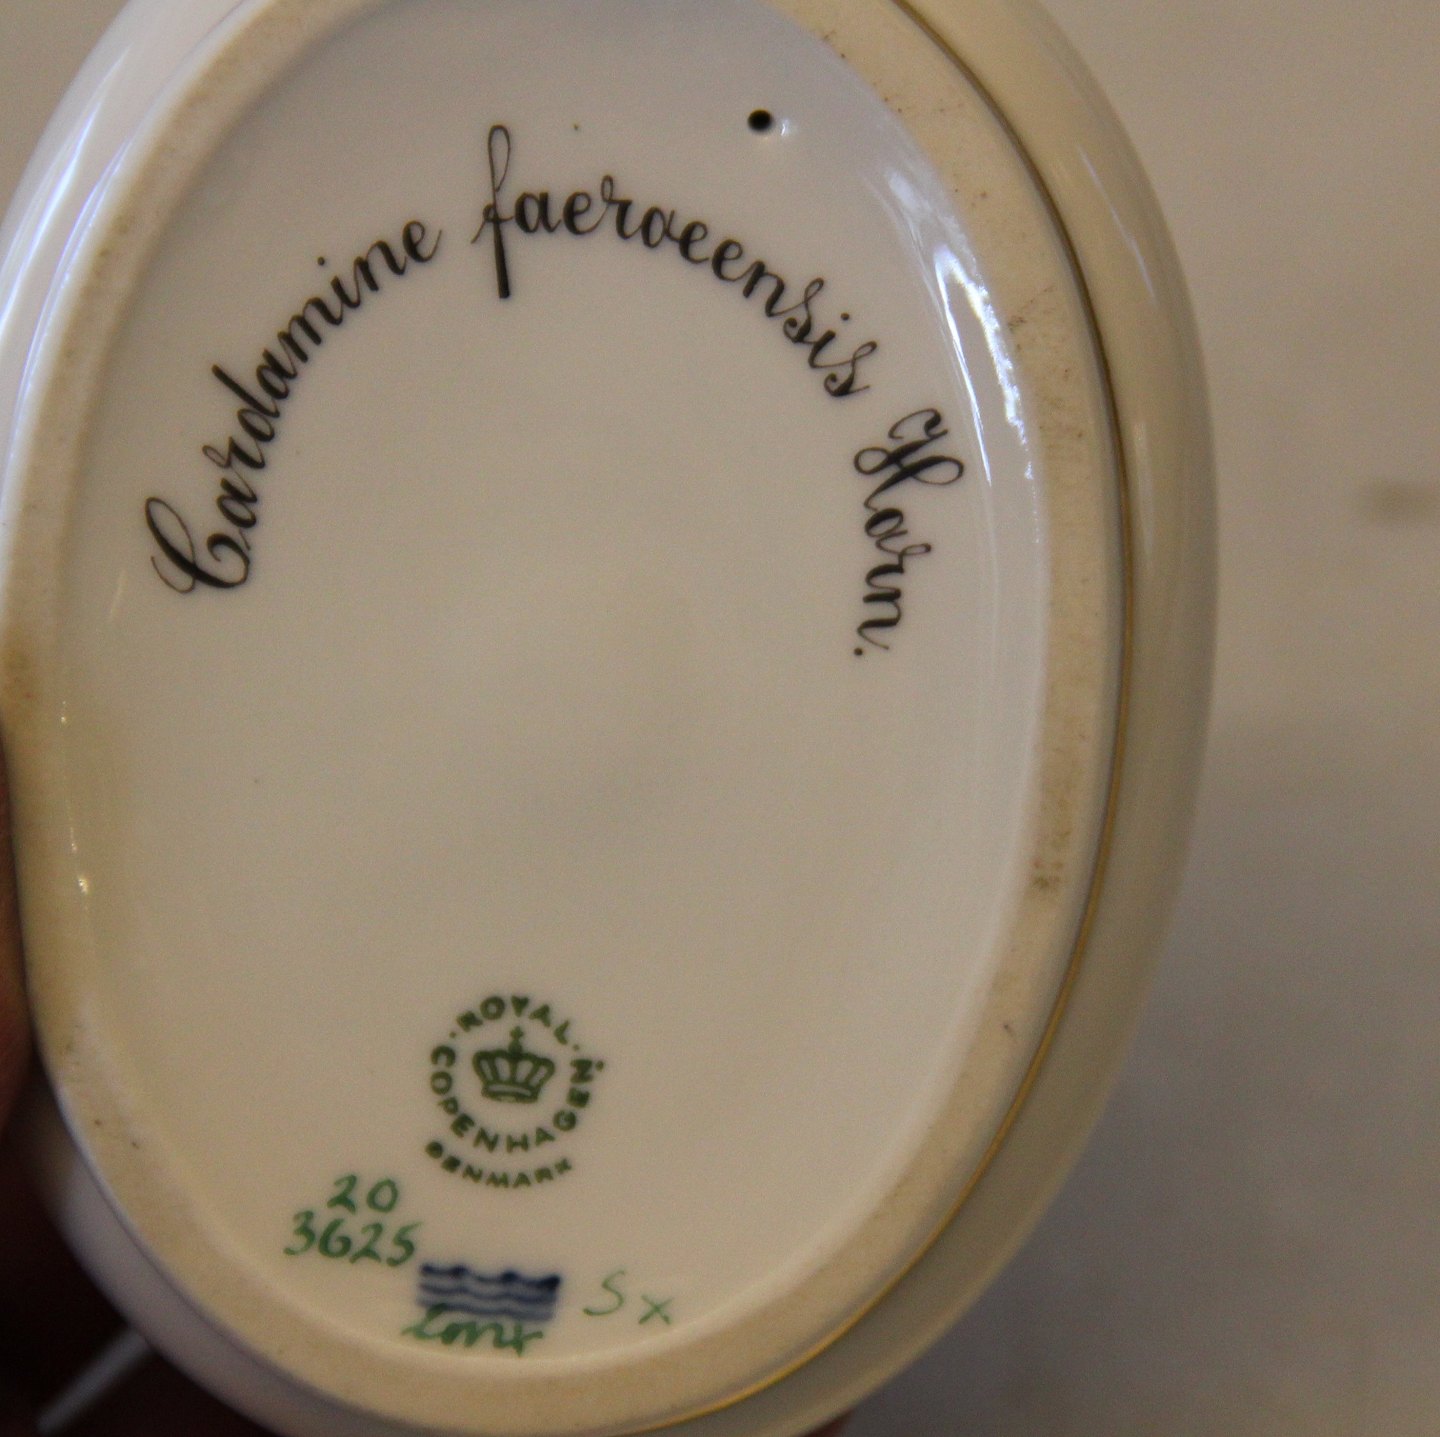 Cardamine faeroeensis Horn.
ROYAL
COPENHAGEN
DENMARK
20
3625
Sx